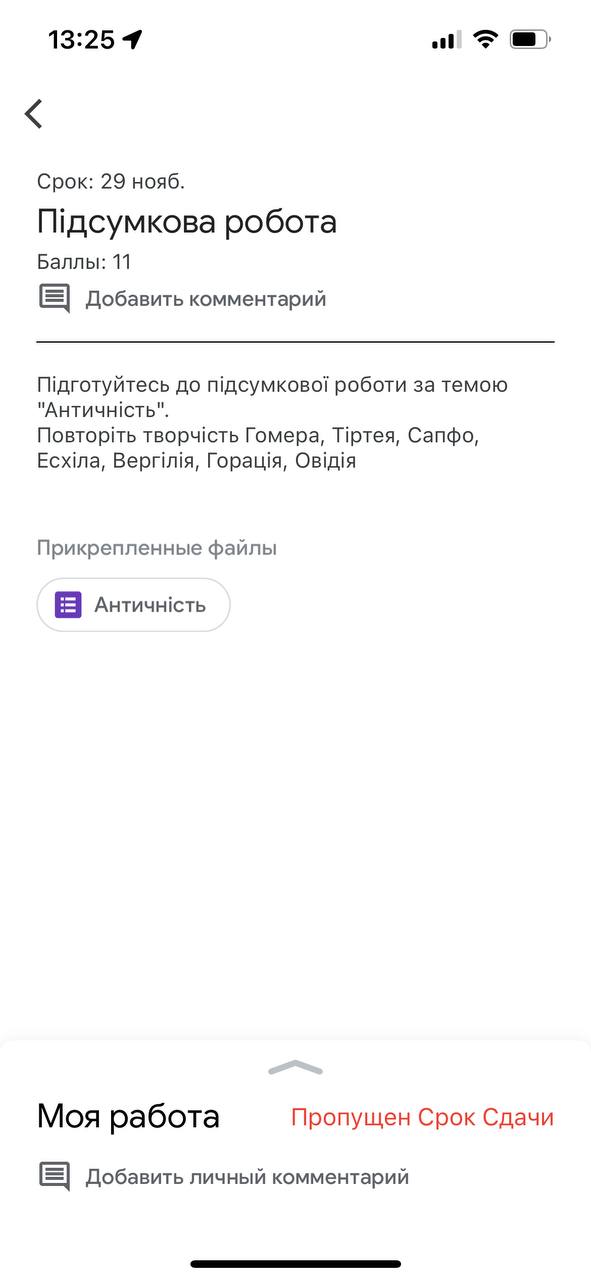 13:25
Срок: 29 нояб.
Підсумкова робота
Баллы: 11
Добавить комментарий
Підготуйтесь до підсумкової роботи за темою
"Античність".
Повторіть творчість Гомера, Тіртея, Сапфо,
Есхіла, Вергілія, Горація, Овідія
Прикрепленные файлы
Античність
Моя работа
Пропущен Срок Сдачи
Добавить личный комментарий